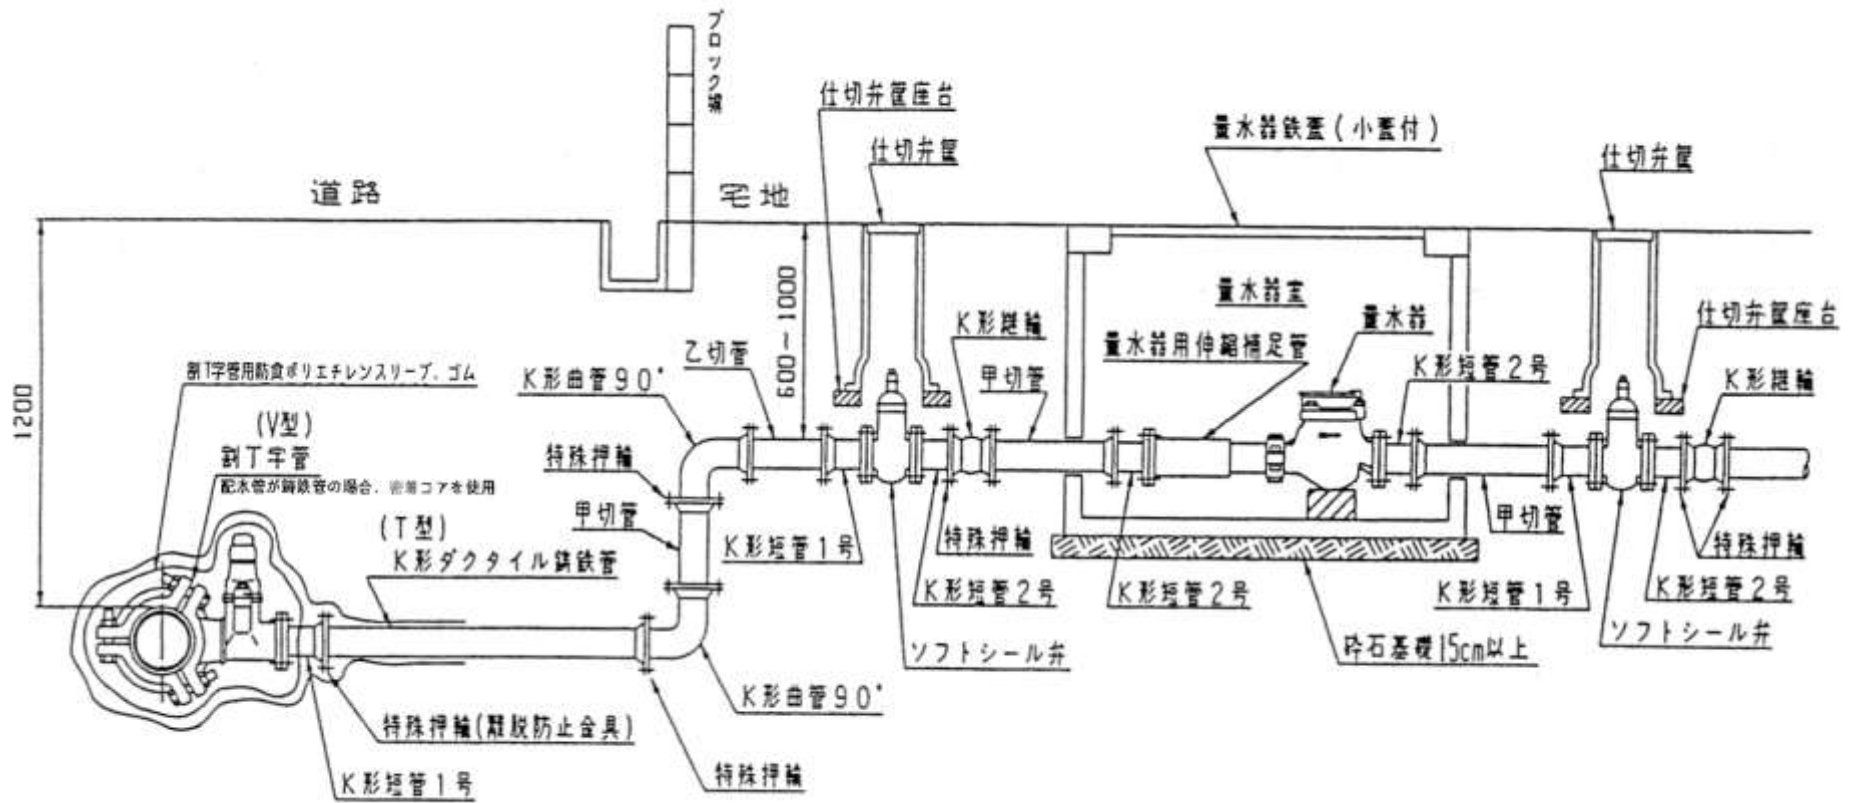 ブロック塀
仕切弁筐座台
仕切弁筐
量水器鉄蓋(小蓋付)
仕切弁筐
道路
宅地
600~1000
1200
量水器室
量水器
仕切弁筐座台
K形継輪
量水器用伸縮補足管
乙切管
K形曲管90°
甲切管
K形短管2号
K形継輪
割T字管用防食ポリエチレンスリーブ、ゴム
(V型)
割T字管
配水管が鋳鉄管の場合、密着コアを使用
特殊押輪
(T型)
甲切管
K形ダクタイル鋳鉄管
K形短管1号
特殊押輪
甲切管
特殊押輪
K形短管2号
K形短管2号
K形短管1号
K形短管2号
ソフトシール弁
砕石基礎15cm以上
ソフトシール弁
K形曲管90°
特殊押輪(離脱防止金具)
特殊押輪
K形短管1号